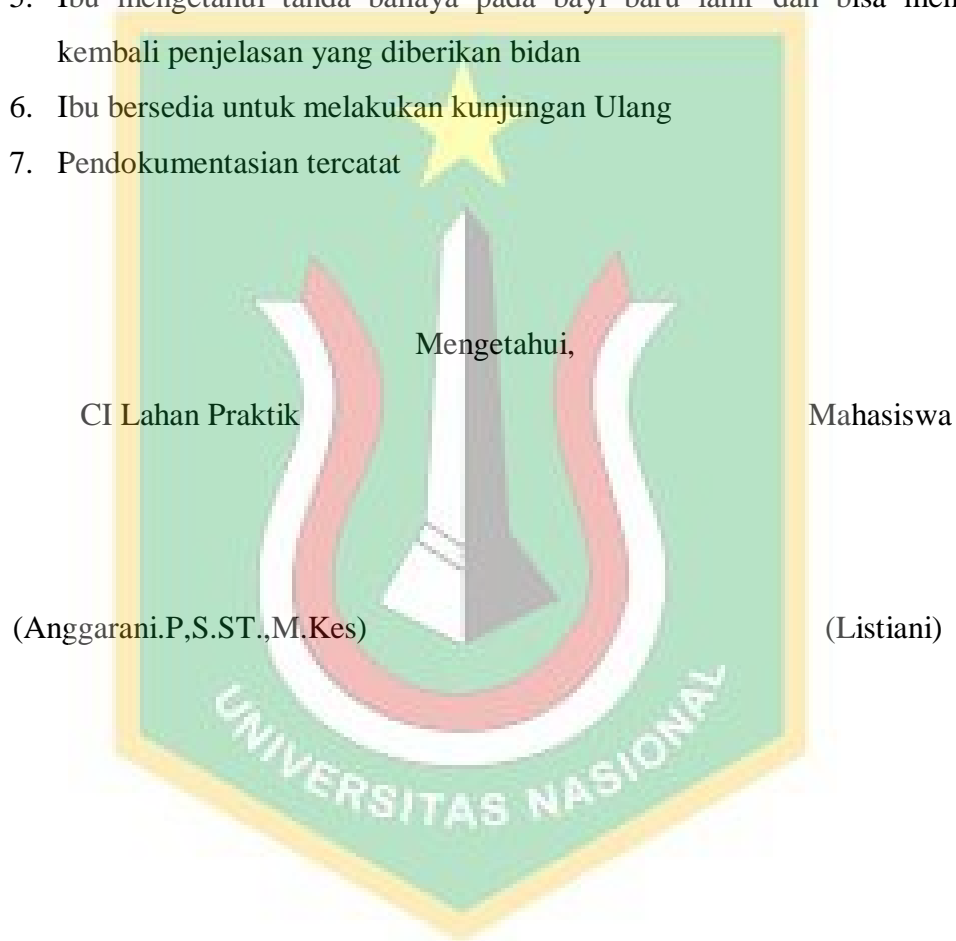 kembali penjelasan yang diberikan bidan
6. Ibu bersedia untuk melakukan kunjungan Ulang
7. Pendokumentasian tercatat
Mengetahui,
CI Lahan Praktik Mahasiswa
(Anggarani.P,S.ST.,M.Kes) (Listiani)
UNIVERSITAS NASIONAL